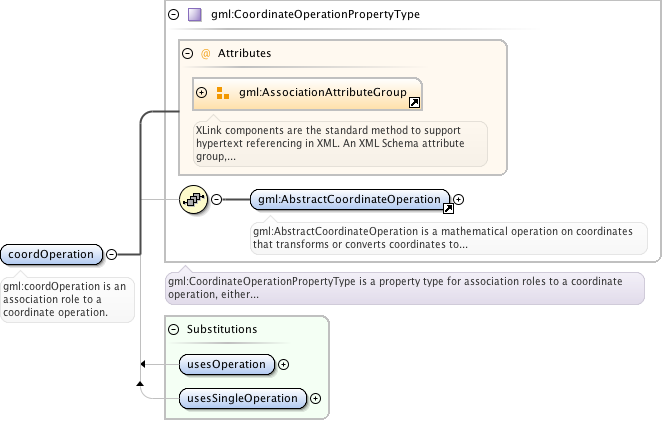 gml:CoordinateOperationPropertyType
@ Attributes
gml:AssociationAttributeGroup
XLink components are the standard method to support
hypertext referencing in XML. An XML Schema attribute
group,...
gml:AbstractCoordinateOperation
gml:AbstractCoordinateOperation is a mathematical operation on coordinates
that transforms or converts coordinates to...
coordOperation
gml:coordOperation is an
association role to a
coordinate operation.
gml:CoordinateOperationPropertyType is a property type for association roles to a coordinate
operation, either...
Substitutions
usesOperation
usesSingleOperation